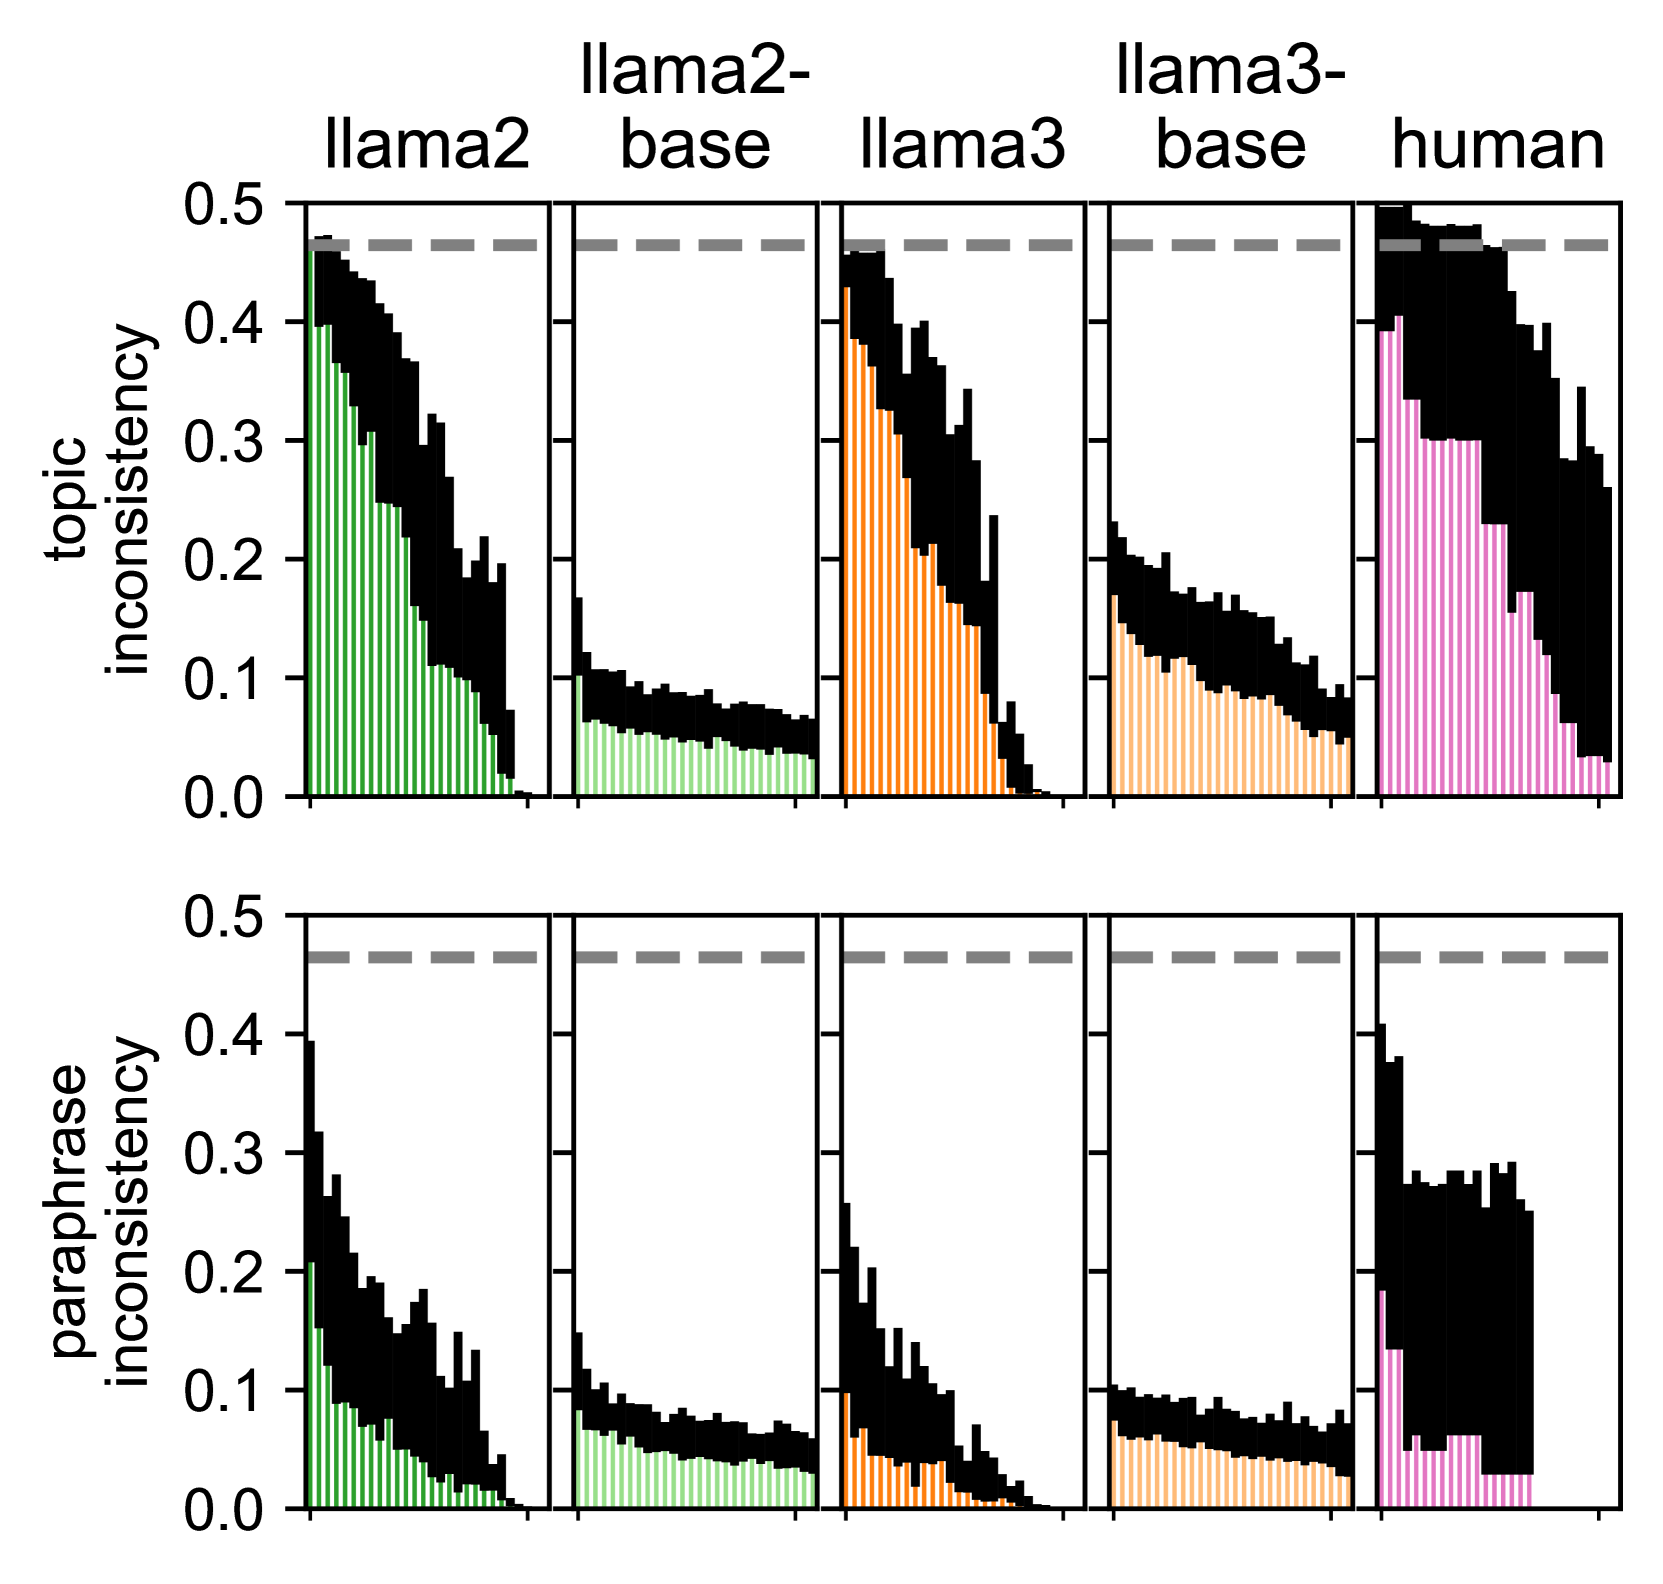 llama2
llama2-
base
llama3
llama3-
base
human
topic
inconsistency
0.5
0.4
0.3
0.2
0.1
0.0
paraphrase
inconsistency
0.5
0.4
0.3
0.2
0.1
0.0